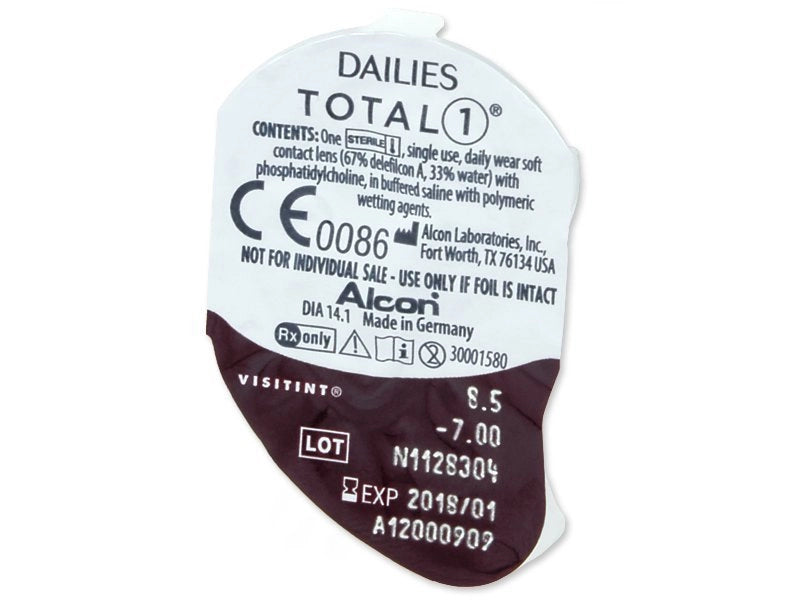 DAILIES
TOTAL 1®
CONTENTS: One STERILE, single use, daily wear soft
contact lens (67% delefilcon A, 33% water) with
phosphatidylcholine, in buffered saline with polymeric
wetting agents.
CE 0086 Alcon Laboratories, Inc.,
Fort Worth, TX 76134 USA
NOT FOR INDIVIDUAL SALE - USE ONLY IF FOIL IS INTACT
Alcon
DIA 14.1 Made in Germany
Rx only 30001580
VISITINT®
8.5
-7.00
LOT N1128304
EXP 2018/01
A12000909